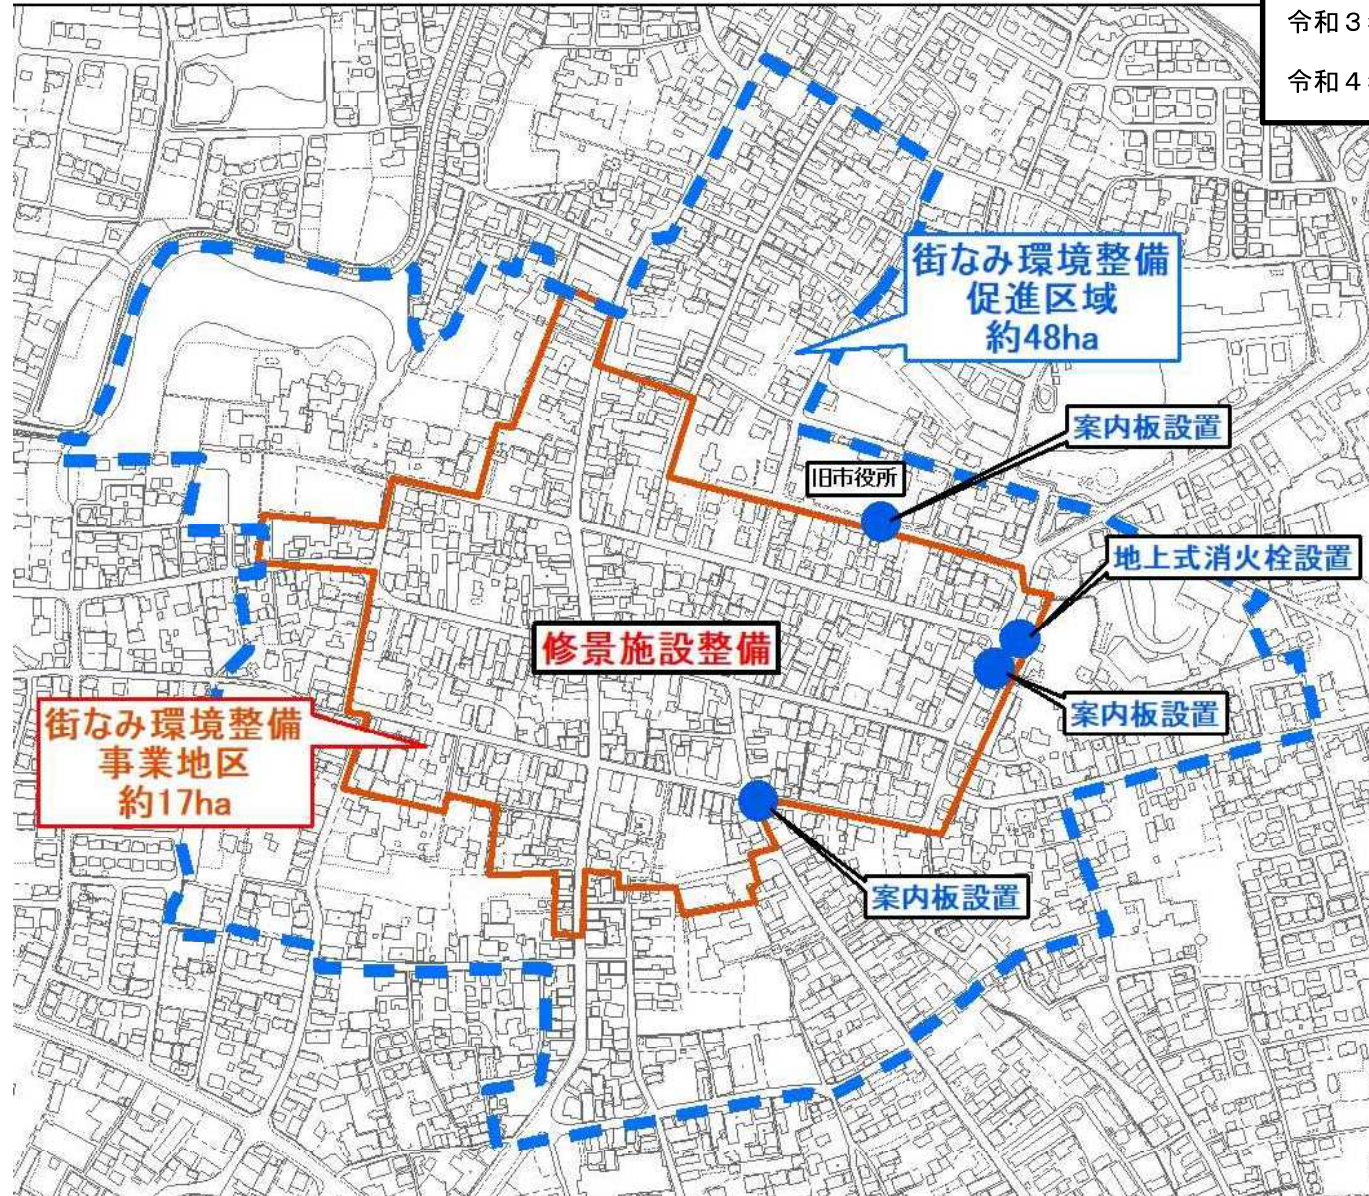 令和3
令和4
街なみ環境整備
促進区域
約48ha
案内板設置
旧市役所
地上式消火栓設置
修景施設整備
案内板設置
街なみ環境整備
事業地区
約17ha
案内板設置